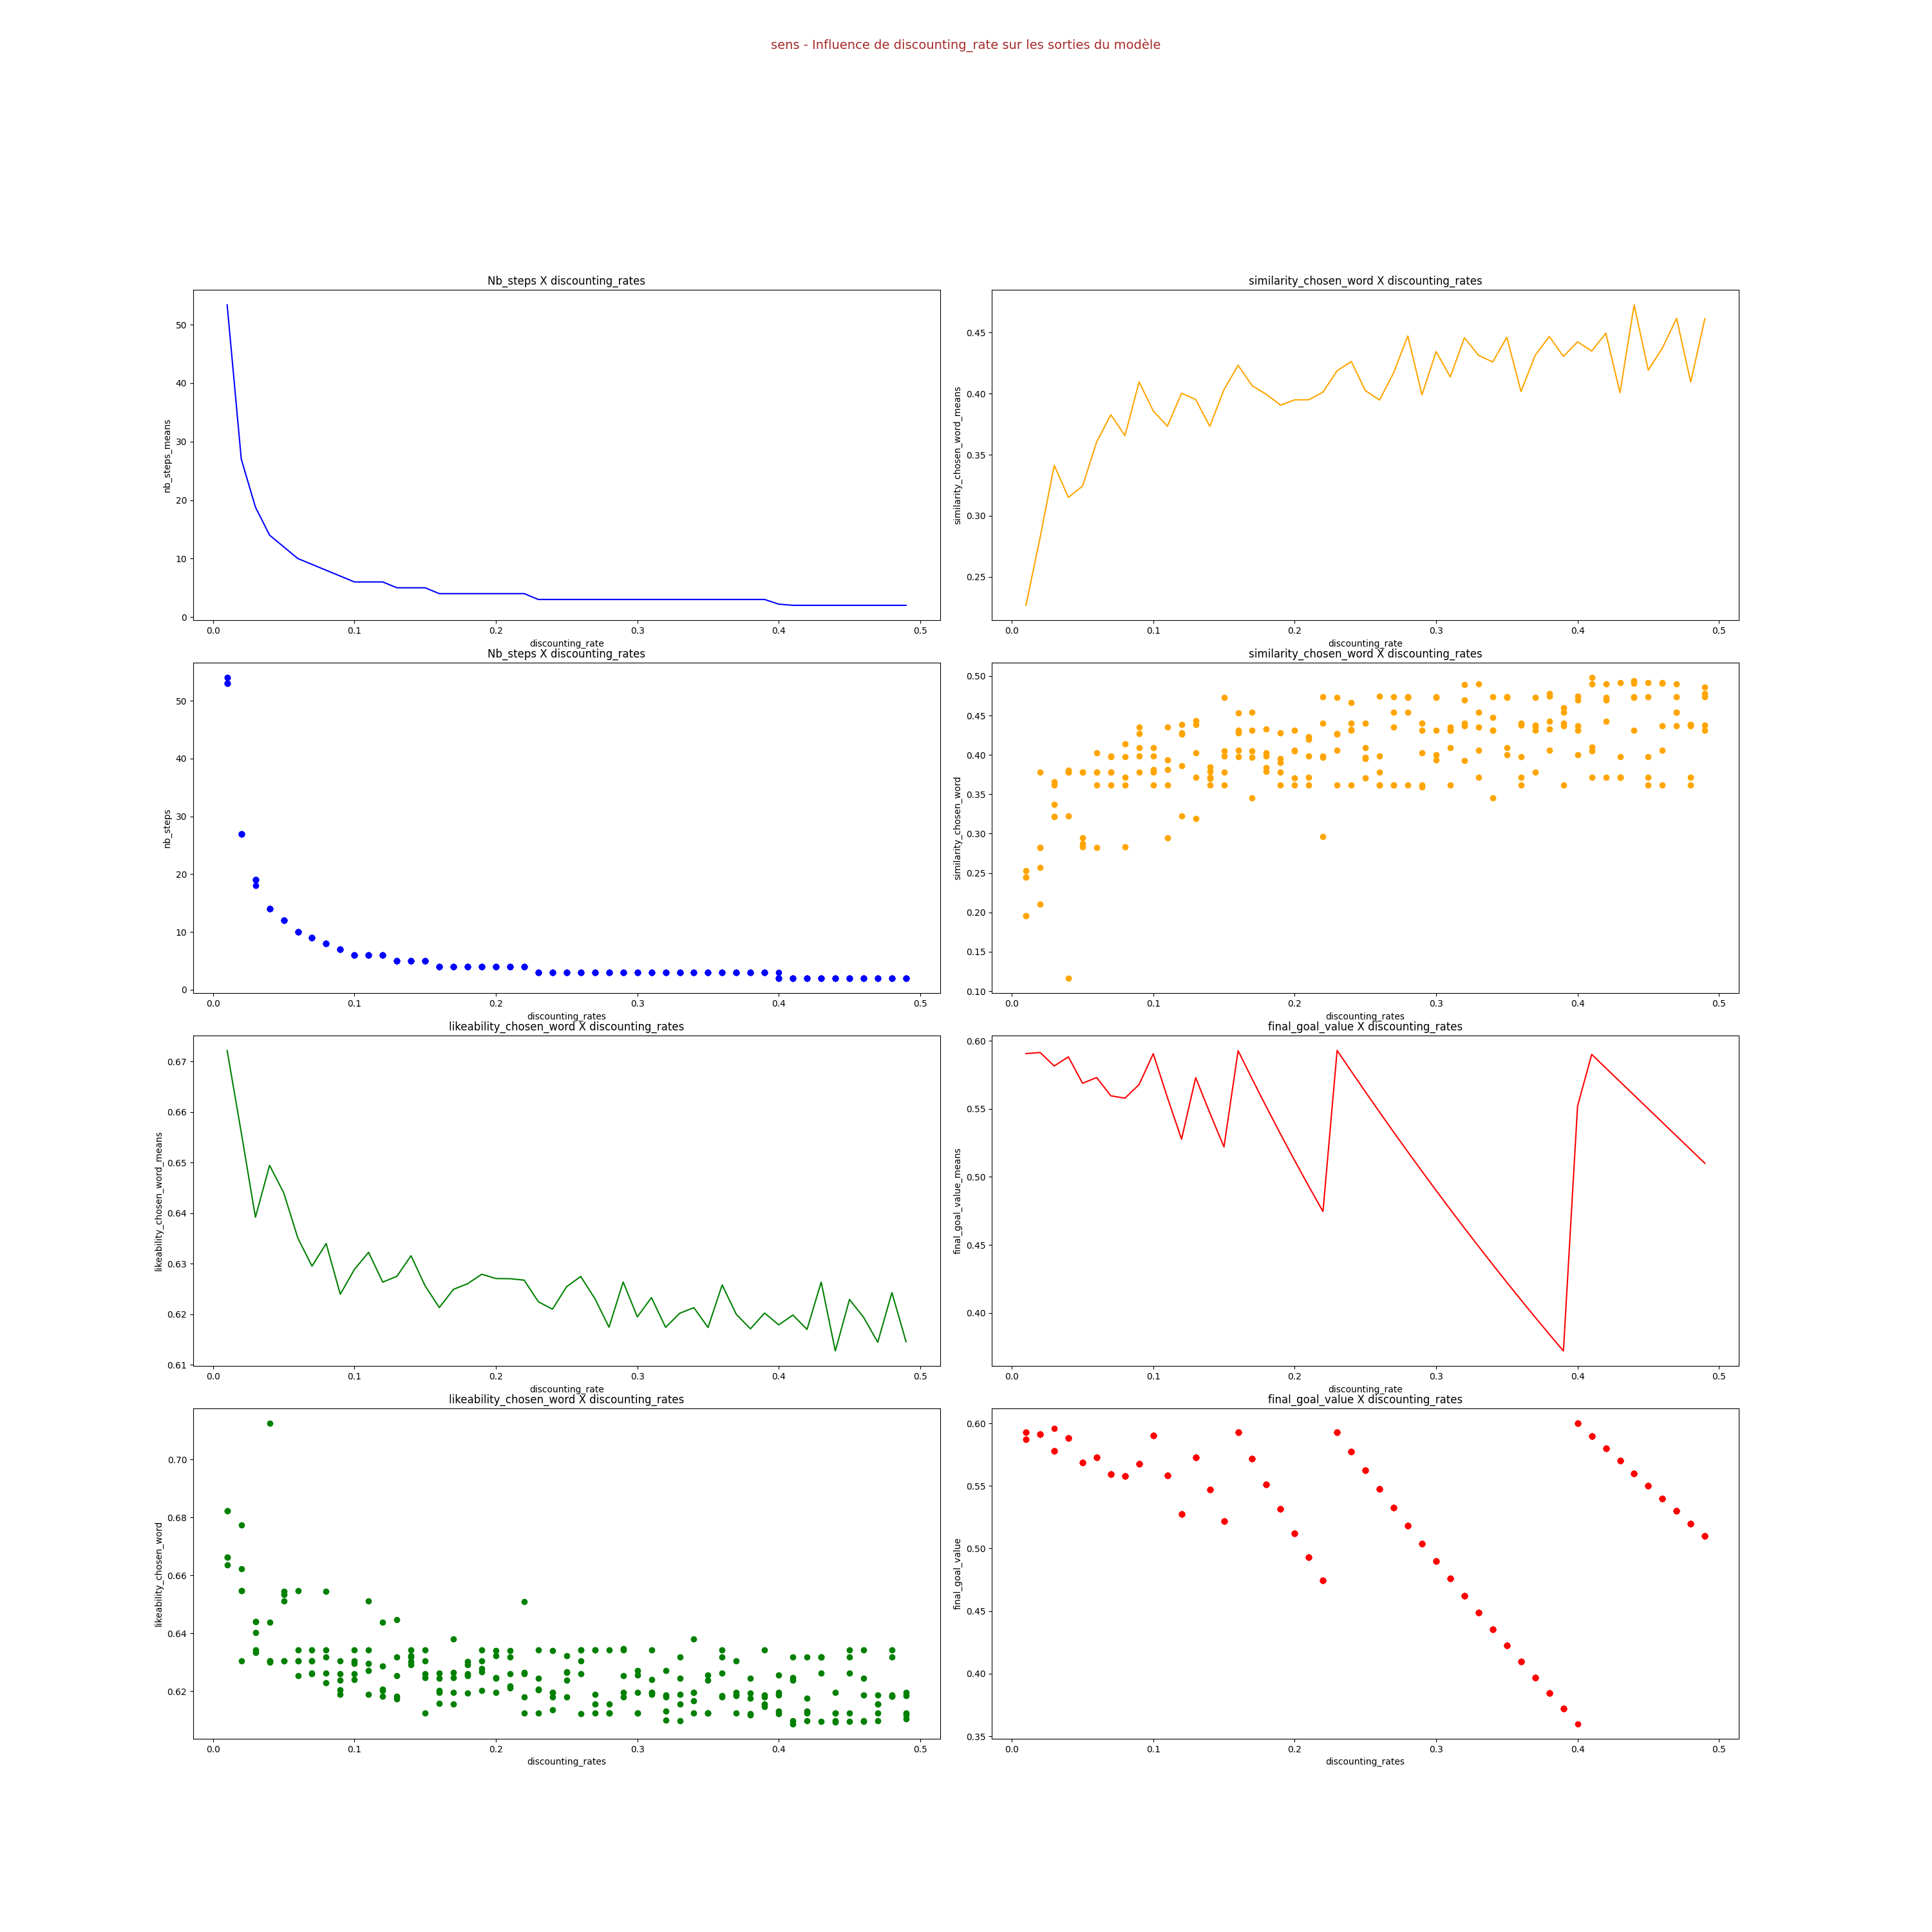 sens - Influence de discounting_rate sur les sorties du modèle
Nb_steps X discounting_rates
nb_steps_means
50
40
30
20
10
0
0.0 0.1 0.2 0.3 0.4 0.5
discounting_rate
similarity_chosen_word X discounting_rates
similarity_chosen_word_means
0.45
0.40
0.35
0.30
0.25
0.0 0.1 0.2 0.3 0.4 0.5
discounting_rate
Nb_steps X discounting_rates
nb_steps
50
40
30
20
10
0
0.0 0.1 0.2 0.3 0.4 0.5
discounting_rates
similarity_chosen_word X discounting_rates
similarity_chosen_word
0.50
0.45
0.40
0.35
0.30
0.25
0.20
0.15
0.10
0.0 0.1 0.2 0.3 0.4 0.5
discounting_rates
likeability_chosen_word X discounting_rates
likeability_chosen_word_means
0.67
0.66
0.65
0.64
0.63
0.62
0.61
0.0 0.1 0.2 0.3 0.4 0.5
discounting_rate
final_goal_value X discounting_rates
final_goal_value_means
0.60
0.55
0.50
0.45
0.40
0.0 0.1 0.2 0.3 0.4 0.5
discounting_rate
likeability_chosen_word X discounting_rates
likeability_chosen_word
0.70
0.68
0.66
0.64
0.62
0.0 0.1 0.2 0.3 0.4 0.5
discounting_rates
final_goal_value X discounting_rates
final_goal_value
0.60
0.55
0.50
0.45
0.40
0.35
0.0 0.1 0.2 0.3 0.4 0.5
discounting_rates